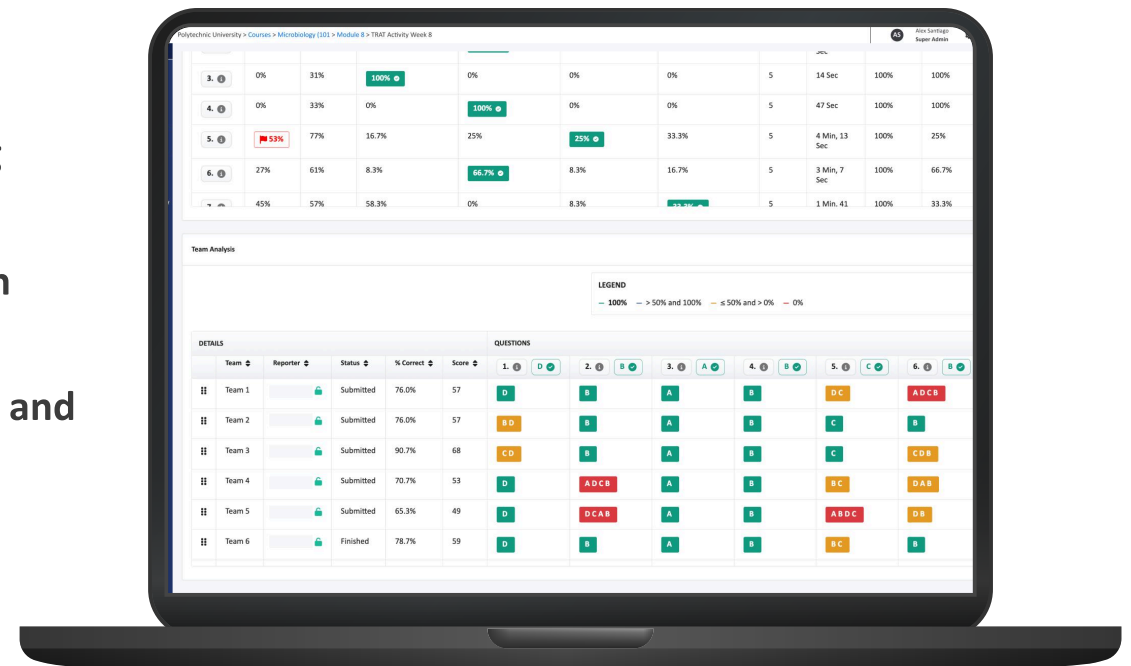 Polytechnic University > Courses > Microbiology (101 > Module 8 > TRAT Activity Week 8
AS Alex Santiago
Super Admin
3. 0% 31% 100% 0% 0% 0% 5 14 Sec 100% 100%
4. 0% 33% 0% 100% 0% 0% 5 47 Sec 100% 100%
5. 53% 77% 16.7% 25% 25% 33.3% 5 4 Min, 13 100% 25%
Sec
6. 27% 61% 8.3% 66.7% 8.3% 16.7% 5 3 Min, 7 100% 66.7%
Sec
7. 45% 57% 58.3% 0% 8.3% 33.3% 5 1 Min, 41 100% 33.3%
and
Team Analysis
LEGEND
100% > 50% and 100% ≤ 50% and > 0% 0%
DETAILS QUESTIONS
Team Reporter Status % Correct Score 1. D 2. B 3. A 4. B 5. C 6. B
Team 1 Submitted 76.0% 57 D B A B D C A D C B
Team 2 Submitted 76.0% 57 B D B A B C B
Team 3 Submitted 90.7% 68 C D B A B C C D B
Team 4 Submitted 70.7% 53 D A D C B A B B C D A B
Team 5 Submitted 65.3% 49 D D C A B A B A B D C D B
Team 6 Finished 78.7% 59 D B A B B C B